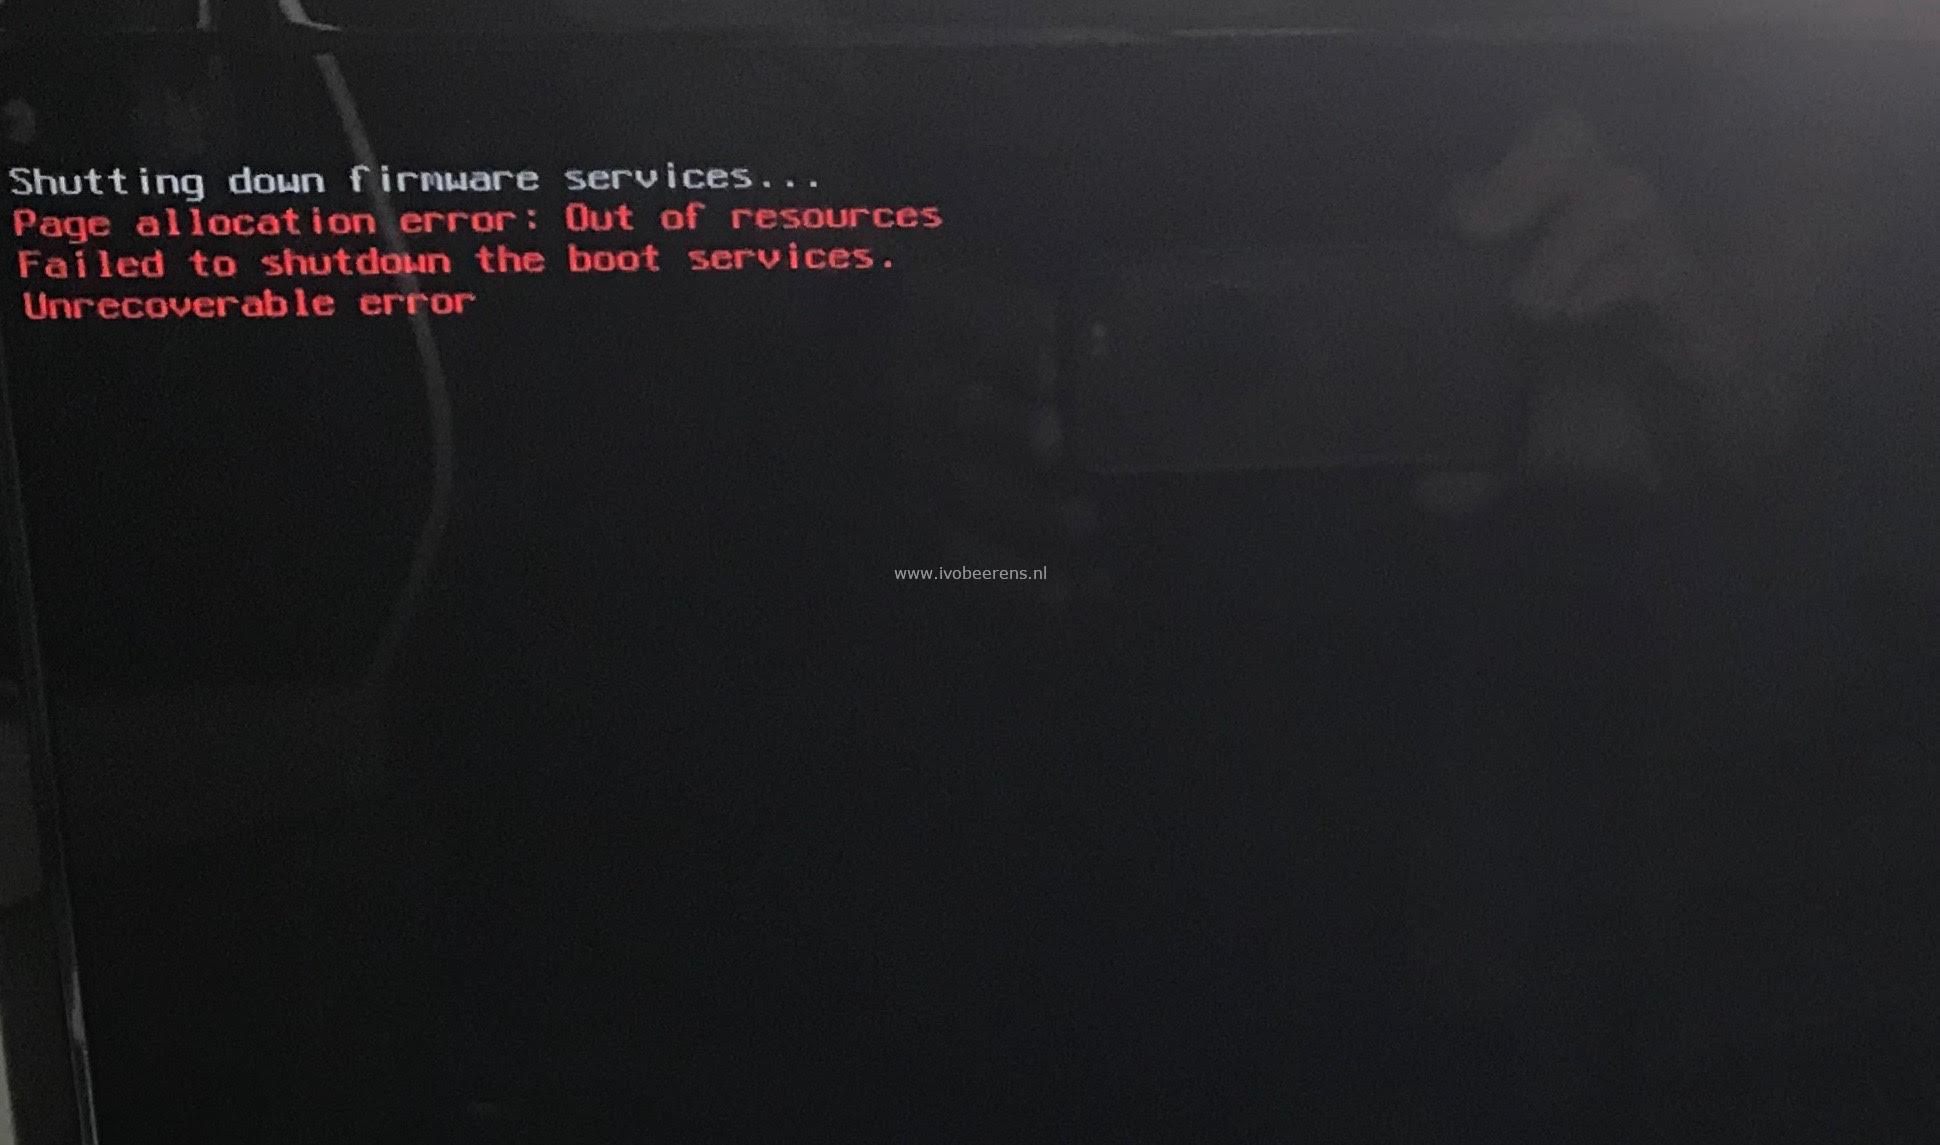 Shutting down firmware services...
Page allocation error: Out of resources
Failed to shutdown the boot services.
Unrecoverable error
www.ivobeerens.nl